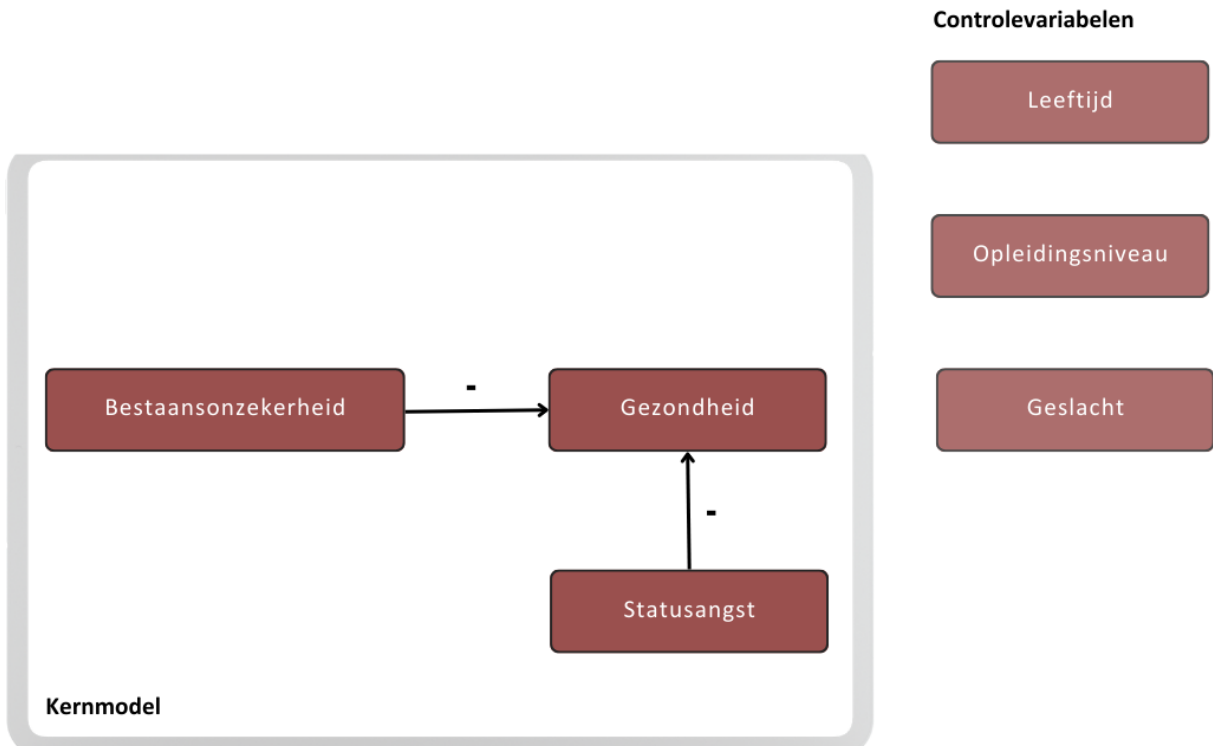 Controlevariabelen
Leeftijd
Opleidingsniveau
Bestaansonzekerheid
-
Gezondheid
Geslacht
-
Statusangst
Kernmodel